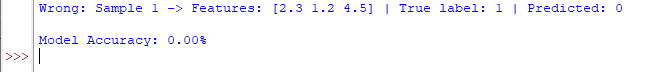 Wrong: Sample 1 -> Features: [2.3 1.2 4.5] | True label: 1 | Predicted: 0
Model Accuracy: 0.00%
>>>